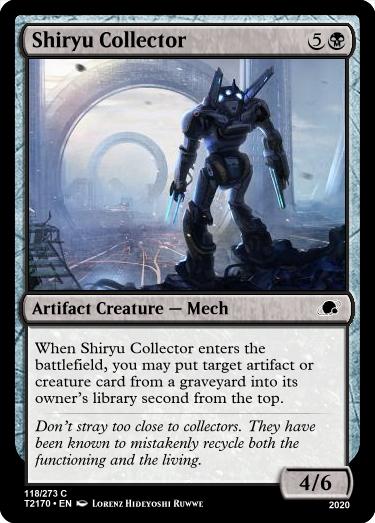 Shiryu Collector 5
Artifact Creature — Mech
When Shiryu Collector enters the
battlefield, you may put target artifact or
creature card from a graveyard into its
owner's library second from the top.
Don't stray too close to collectors. They have
been known to mistakenly recycle both the
functioning and the living.
4/6
118/273 C
T2170 • EN Lorenz Hideyoshi Ruwwe
2020